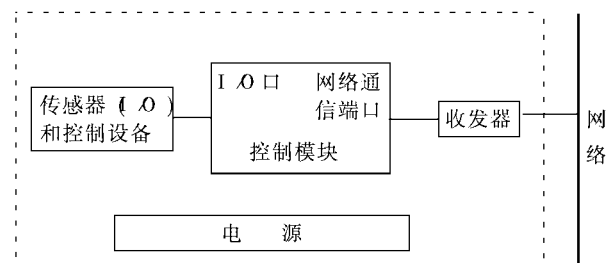 传感器(I/O)
和控制设备
I/O口 网络通
信端口
控制模块
收发器
网
络
电 源